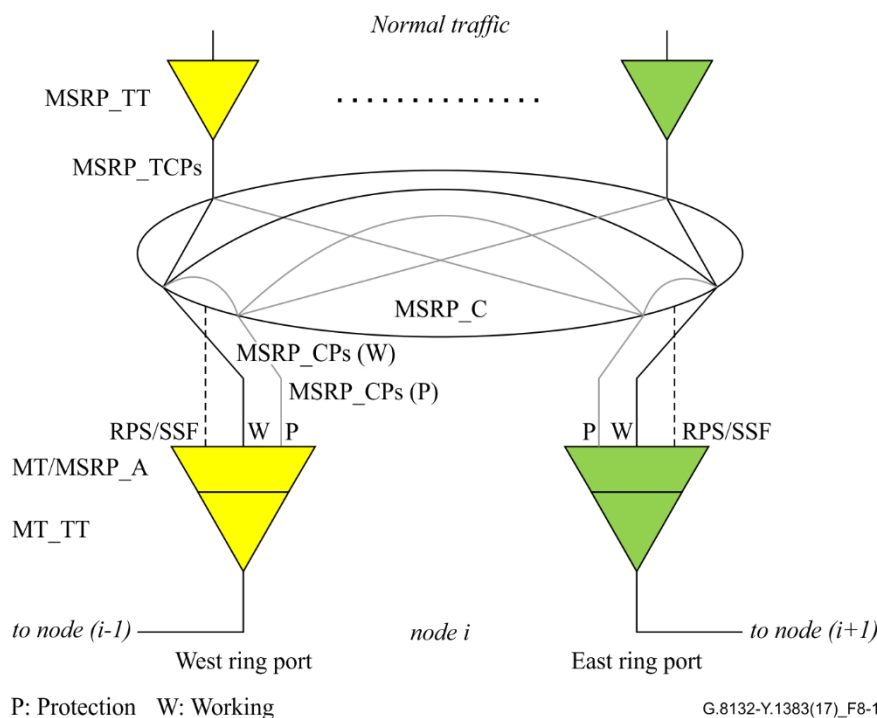 Normal traffic
MSRP_TT
MSRP_TCPs
MSRP_C
MSRP_CPs (W)
MSRP_CPs (P)
RPS/SSF W P
P W RPS/SSF
MT/MSRP_A
MT_TT
to node (i-1)
node i
to node (i+1)
West ring port
East ring port
P: Protection W: Working
G.8132-Y.1383(17)_F8-1